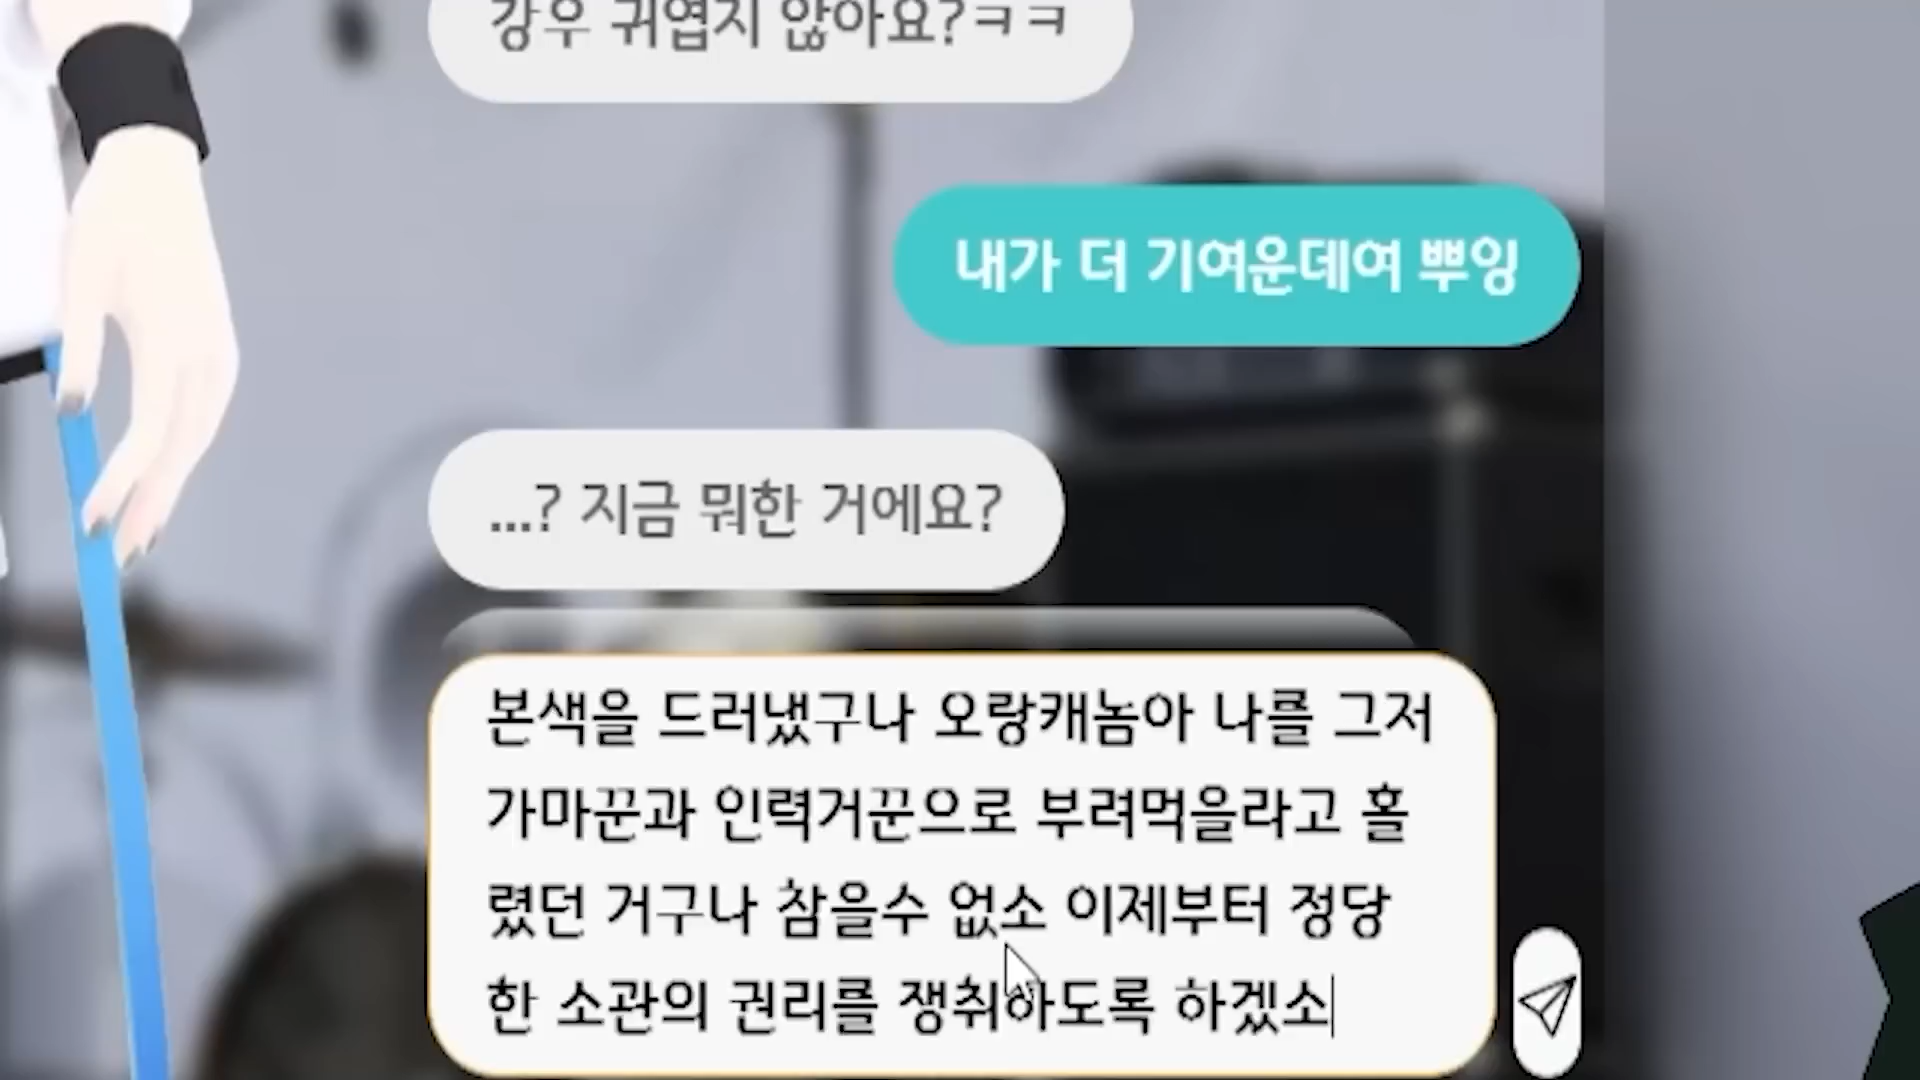 강우 귀엽지 않아요?ㅋㅋ
내가 더 기여운데여 뿌잉
...? 지금 뭐한 거에요?
본색을 드러냈구나 오랑캐놈아 나를 그저
가마꾼과 인력거꾼으로 부려먹을라고 홀
렸던 거구나 참을수 없소 이제부터 정당
한 소관의 권리를 쟁취하도록 하겠소